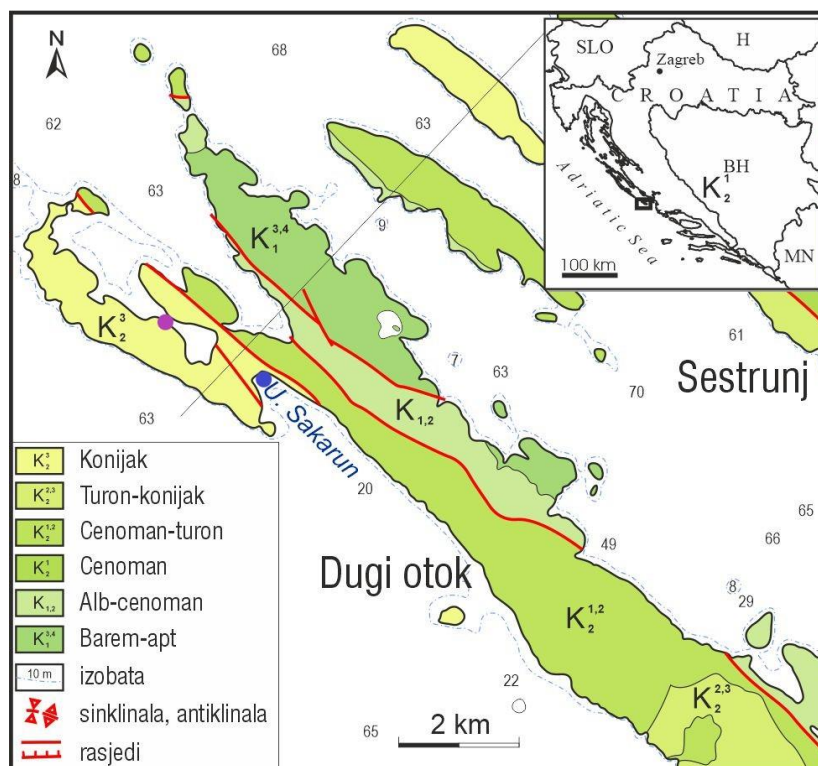 N
68
62
63
63
8
9
K₁³,⁴
K₂³
63
7
63
61
70
Sestrunj
K₁,₂
U. Sakarun
20
49
65
66
8
29
Dugi otok
K₂¹,²
K₂²,³
22
65
2 km
SLO
H
Zagreb
CROATIA
BH
K₂¹
Adriatic Sea
MN
100 km
K₂³ Konijak
K₂²,³ Turon-konijak
K₂¹,² Cenoman-turon
K₂¹ Cenoman
K₁,₂ Alb-cenoman
K₁³,⁴ Barem-apt
10 m izobata
sinklinala, antiklinala
rasjedi